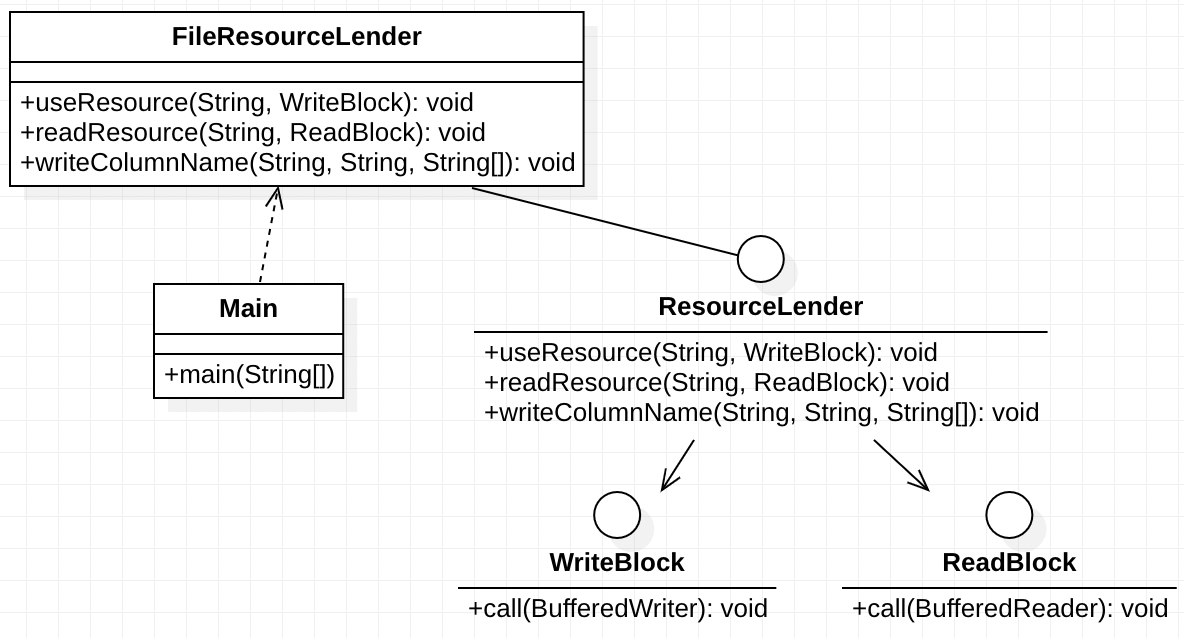 FileResourceLender
+useResource(String, WriteBlock): void
+readResource(String, ReadBlock): void
+writeColumnName(String, String, String[]): void
Main
+main(String[])
ResourceLender
+useResource(String, WriteBlock): void
+readResource(String, ReadBlock): void
+writeColumnName(String, String, String[]): void
WriteBlock
+call(BufferedWriter): void
ReadBlock
+call(BufferedReader): void